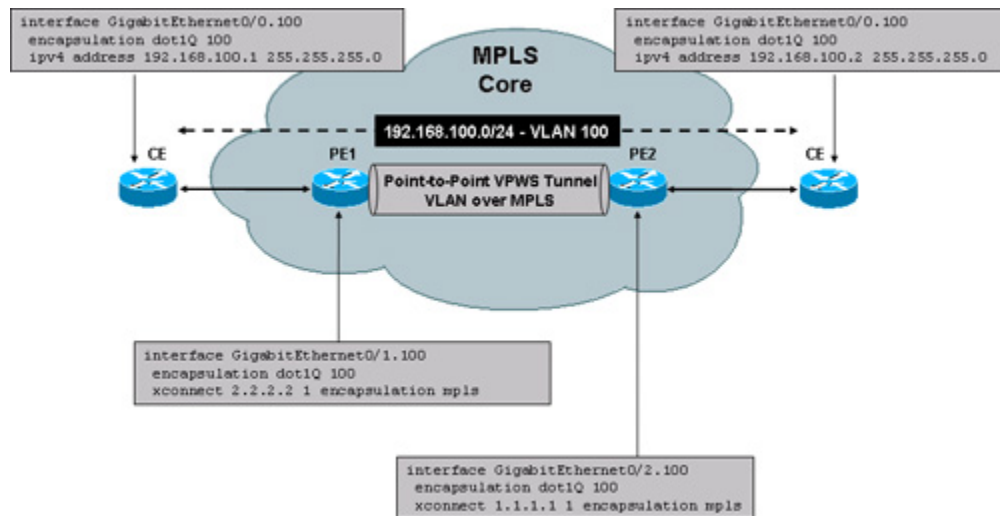 interface GigabitEthernet0/0.100
encapsulation dot1Q 100
ipv4 address 192.168.100.1 255.255.255.0
interface GigabitEthernet0/0.100
encapsulation dot1Q 100
ipv4 address 192.168.100.2 255.255.255.0
MPLS
Core
192.168.100.0/24 - VLAN 100
CE
PE1
PE2
CE
Point-to-Point VPWS Tunnel
VLAN over MPLS
interface GigabitEthernet0/1.100
encapsulation dot1Q 100
xconnect 2.2.2.2 1 encapsulation mpls
interface GigabitEthernet0/2.100
encapsulation dot1Q 100
xconnect 1.1.1.1 1 encapsulation mpls